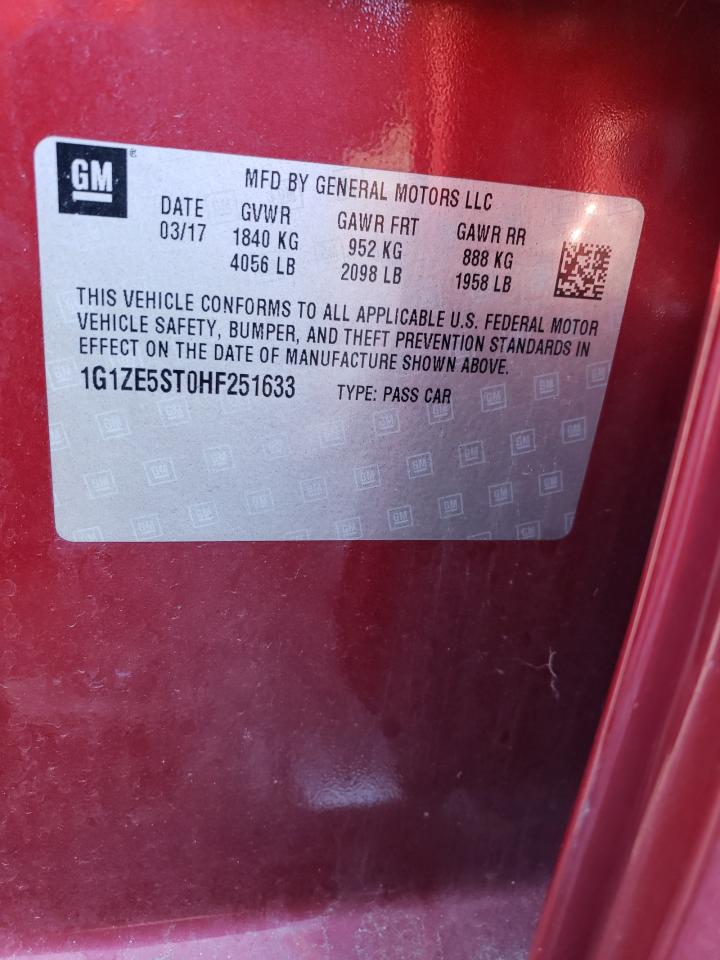 GM
MFD BY GENERAL MOTORS LLC
DATE GVWR GAWR FRT GAWR RR
03/17 1840 KG 952 KG 888 KG
4056 LB 2098 LB 1958 LB
THIS VEHICLE CONFORMS TO ALL APPLICABLE U.S. FEDERAL MOTOR
VEHICLE SAFETY, BUMPER, AND THEFT PREVENTION STANDARDS IN
EFFECT ON THE DATE OF MANUFACTURE SHOWN ABOVE.
1G1ZE5ST0HF251633 TYPE: PASS CAR